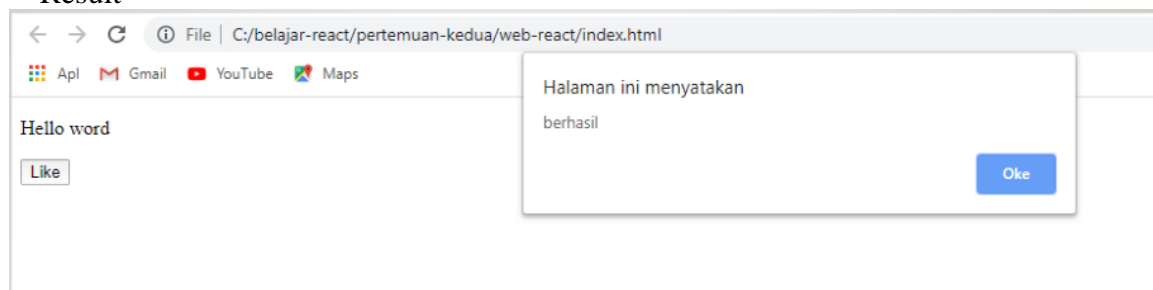 Result
File | C:/belajar-react/pertemuan-kedua/web-react/index.html
Apl Gmail YouTube Maps
Halaman ini menyatakan
berhasil
Oke
Hello word
Like